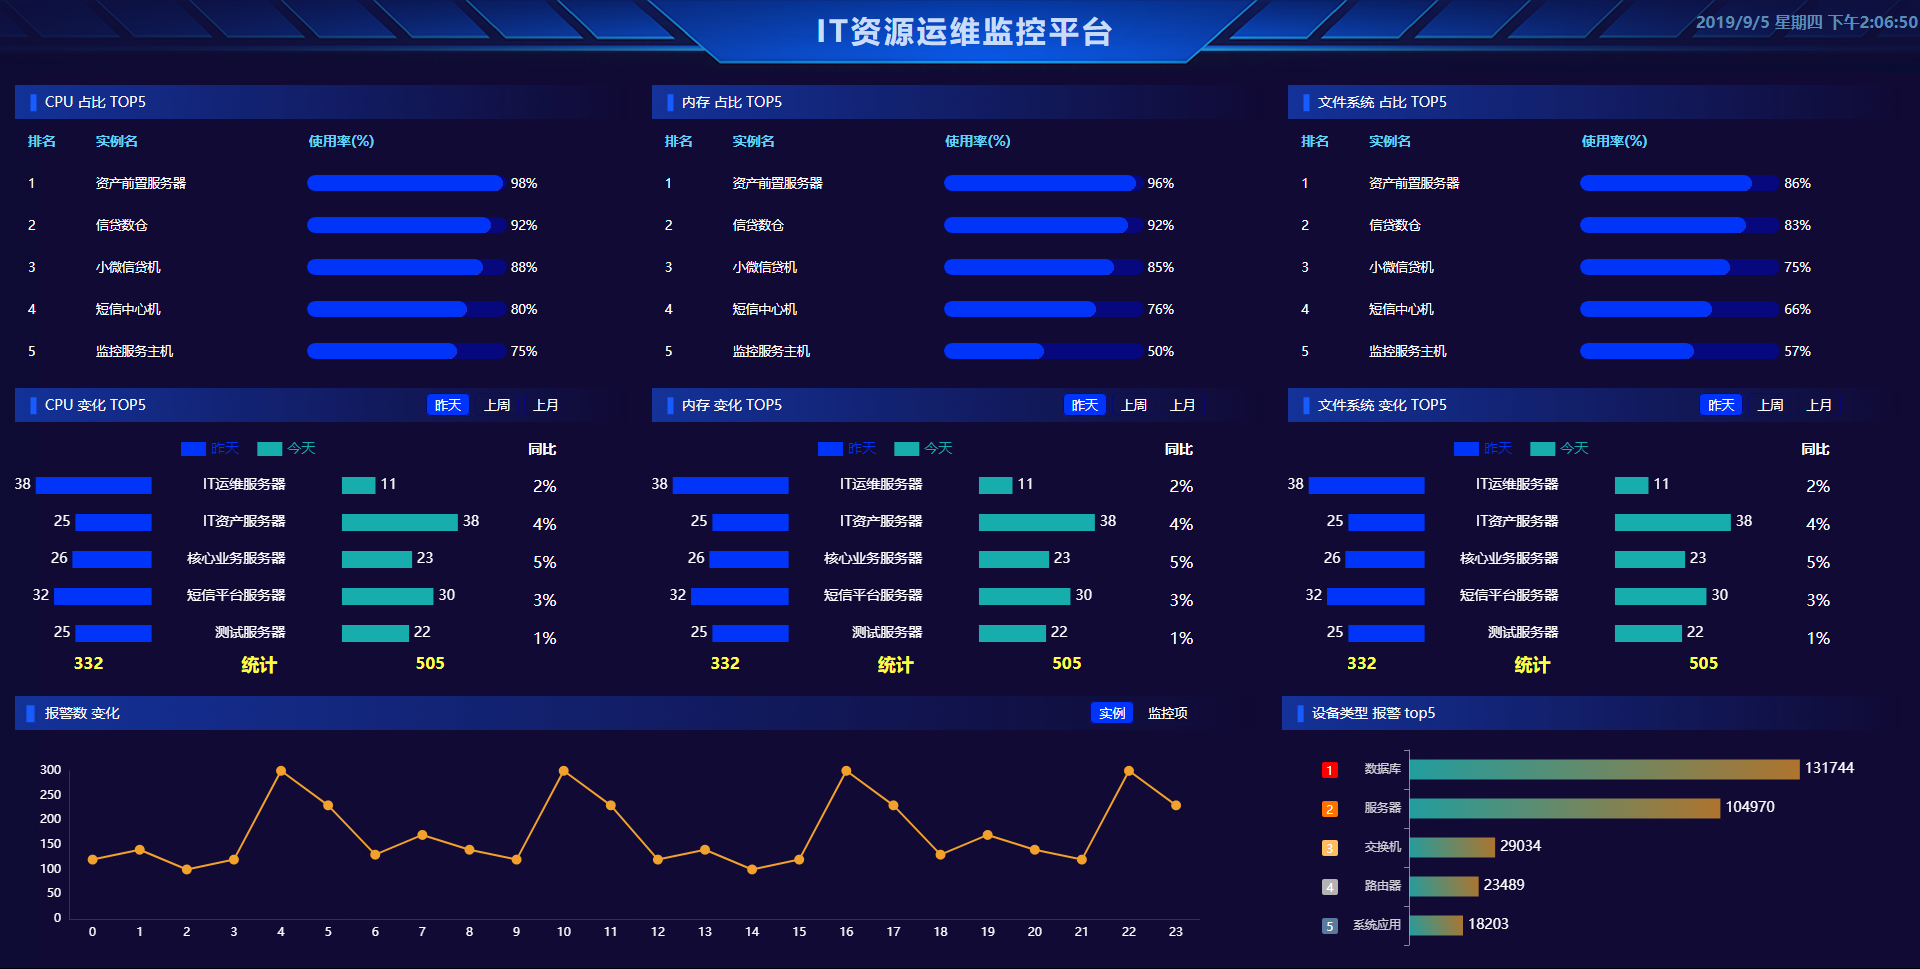 IT资源运维监控平台
2019/9/5 星期四 下午2:06:50
CPU 占比 TOP5
排名 实例名 使用率(%)
1 资产前置服务器 98%
2 信贷数仓 92%
3 小微信贷机 88%
4 短信中心机 80%
5 监控服务主机 75%
内存 占比 TOP5
排名 实例名 使用率(%)
1 资产前置服务器 96%
2 信贷数仓 92%
3 小微信贷机 85%
4 短信中心机 76%
5 监控服务主机 50%
文件系统 占比 TOP5
排名 实例名 使用率(%)
1 资产前置服务器 86%
2 信贷数仓 83%
3 小微信贷机 75%
4 短信中心机 66%
5 监控服务主机 57%
CPU 变化 TOP5 昨天 上周 上月
昨天 今天 同比
38 IT运维服务器 11 2%
25 IT资产服务器 38 4%
26 核心业务服务器 23 5%
32 短信平台服务器 30 3%
25 测试服务器 22 1%
332 统计 505
内存 变化 TOP5 昨天 上周 上月
昨天 今天 同比
38 IT运维服务器 11 2%
25 IT资产服务器 38 4%
26 核心业务服务器 23 5%
32 短信平台服务器 30 3%
25 测试服务器 22 1%
332 统计 505
文件系统 变化 TOP5 昨天 上周 上月
昨天 今天 同比
38 IT运维服务器 11 2%
25 IT资产服务器 38 4%
26 核心业务服务器 23 5%
32 短信平台服务器 30 3%
25 测试服务器 22 1%
332 统计 505
报警数 变化 实例 监控项
300
250
200
150
100
50
0
0 1 2 3 4 5 6 7 8 9 10 11 12 13 14 15 16 17 18 19 20 21 22 23
设备类型 报警 top5
1 数据库 131744
2 服务器 104970
3 交换机 29034
4 路由器 23489
5 系统应用 18203